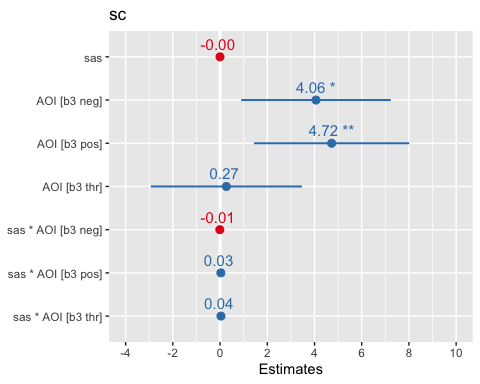 sc
sas
-0.00
AOI [b3 neg]
4.06 *
AOI [b3 pos]
4.72 **
AOI [b3 thr]
0.27
sas * AOI [b3 neg]
-0.01
sas * AOI [b3 pos]
0.03
sas * AOI [b3 thr]
0.04
-4 -2 0 2 4 6 8 10
Estimates